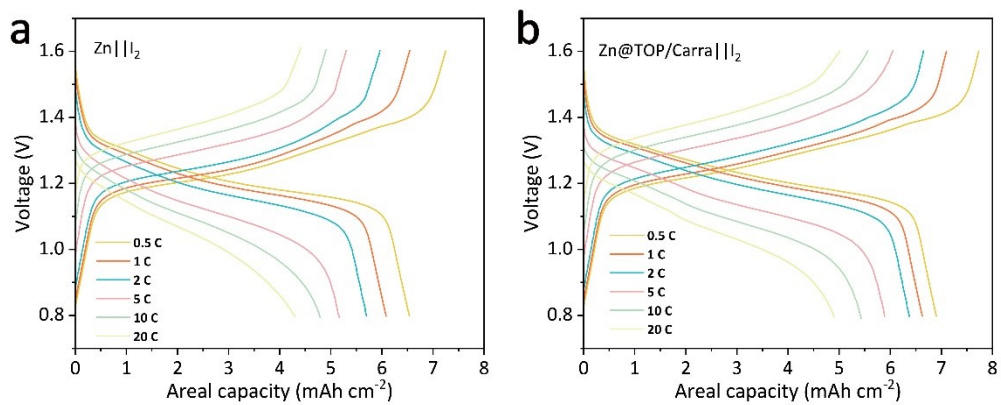 a
Zn||I₂
Voltage (V)
1.6
1.4
1.2
1.0
0.8
0.5 C
1 C
2 C
5 C
10 C
20 C
0 1 2 3 4 5 6 7 8
Areal capacity (mAh cm⁻²)
b
Zn@TOP/Carra||I₂
Voltage (V)
1.6
1.4
1.2
1.0
0.8
0.5 C
1 C
2 C
5 C
10 C
20 C
0 1 2 3 4 5 6 7 8
Areal capacity (mAh cm⁻²)